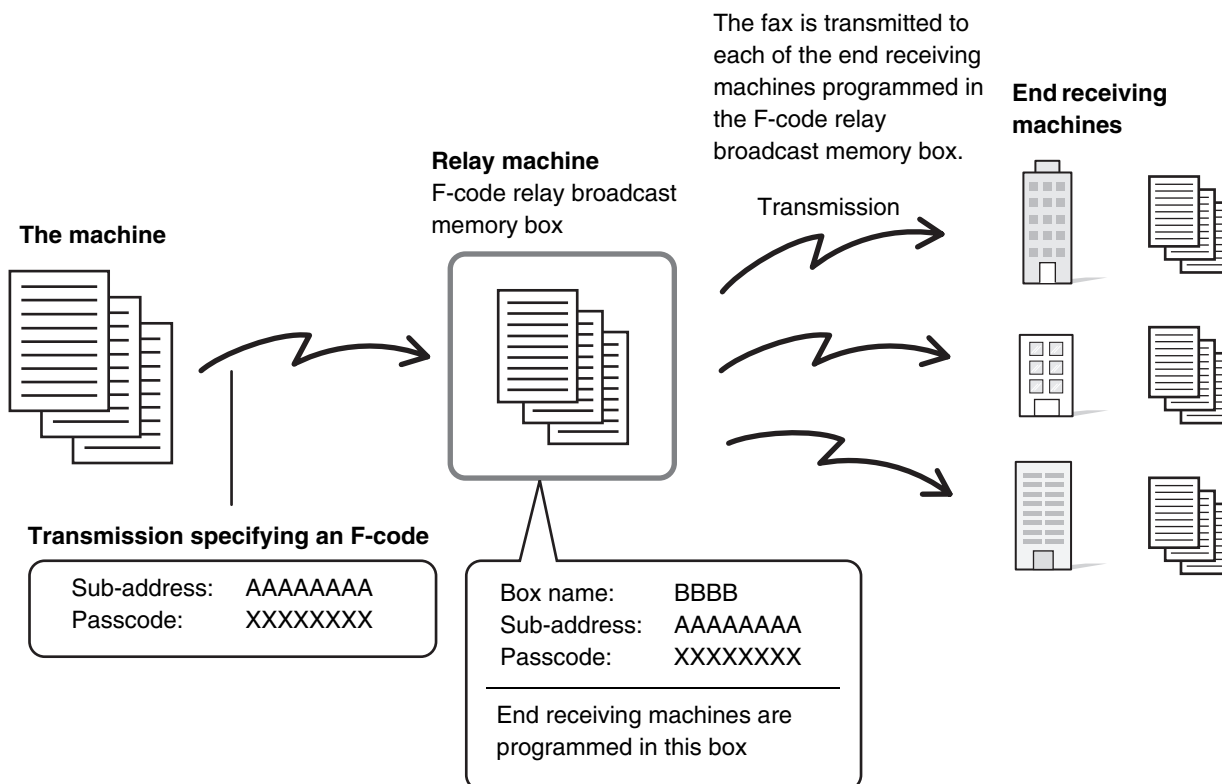 The fax is transmitted to
each of the end receiving
machines programmed in
the F-code relay
broadcast memory box.
End receiving
machines
Relay machine
F-code relay broadcast
memory box
Transmission
The machine
Transmission specifying an F-code
Sub-address: AAAAAAAA
Passcode: XXXXXXXX
Box name: BBBB
Sub-address: AAAAAAAA
Passcode: XXXXXXXX
End receiving machines are
programmed in this box